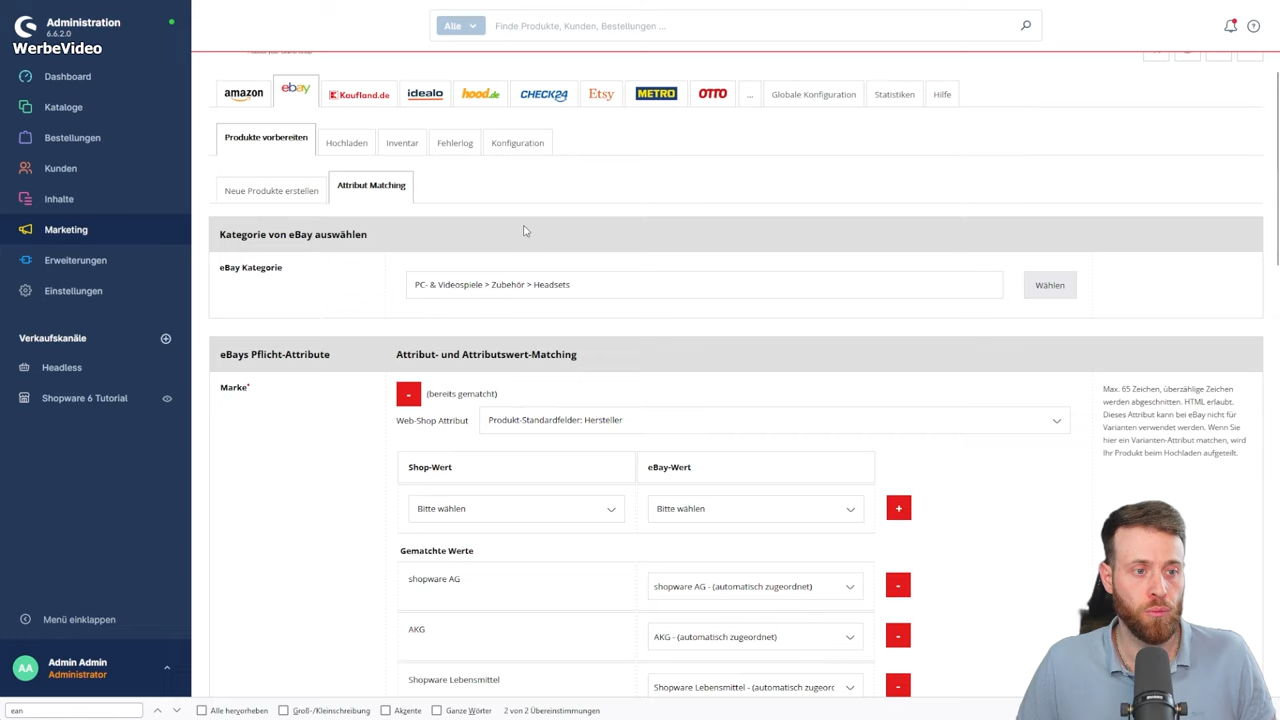 Administration
6.6.2.0
WerbeVideo
Alle
Finde Produkte, Kunden, Bestellungen ...
Dashboard
Kataloge
Bestellungen
Kunden
Inhalte
Marketing
Erweiterungen
Einstellungen
Verkaufskanäle
Headless
Shopware 6 Tutorial
Menü einklappen
AA
Admin Admin
Administrator
amazon
ebay
Kaufland.de
idealo
hood.de
CHECK24
Etsy
METRO
OTTO
...
Globale Konfiguration
Statistiken
Hilfe
Produkte vorbereiten
Hochladen
Inventar
Fehlerlog
Konfiguration
Neue Produkte erstellen
Attribut Matching
Kategorie von eBay auswählen
eBay Kategorie
PC- & Videospiele > Zubehör > Headsets
Wählen
eBays Pflicht-Attribute
Attribut- und Attributswert-Matching
Marke*
- (bereits gematcht)
Web-Shop Attribut
Produkt-Standardfelder: Hersteller
Max. 65 Zeichen, überzählige Zeichen
werden abgeschnitten. HTML erlaubt.
Dieses Attribut kann bei eBay nicht für
Varianten verwendet werden. Wenn Sie
hier ein Varianten-Attribut matchen, wird
Ihr Produkt beim Hochladen aufgeteilt.
Shop-Wert
eBay-Wert
Bitte wählen
Bitte wählen
+
Gematchte Werte
shopware AG
shopware AG - (automatisch zugeordnet)
-
AKG
AKG - (automatisch zugeordnet)
-
Shopware Lebensmittel
Shopware Lebensmittel - (automatisch zugeorc
-
ean
Alle hervorheben
Groß-/Kleinschreibung
Akzente
Ganze Wörter
2 von 2 Übereinstimmungen